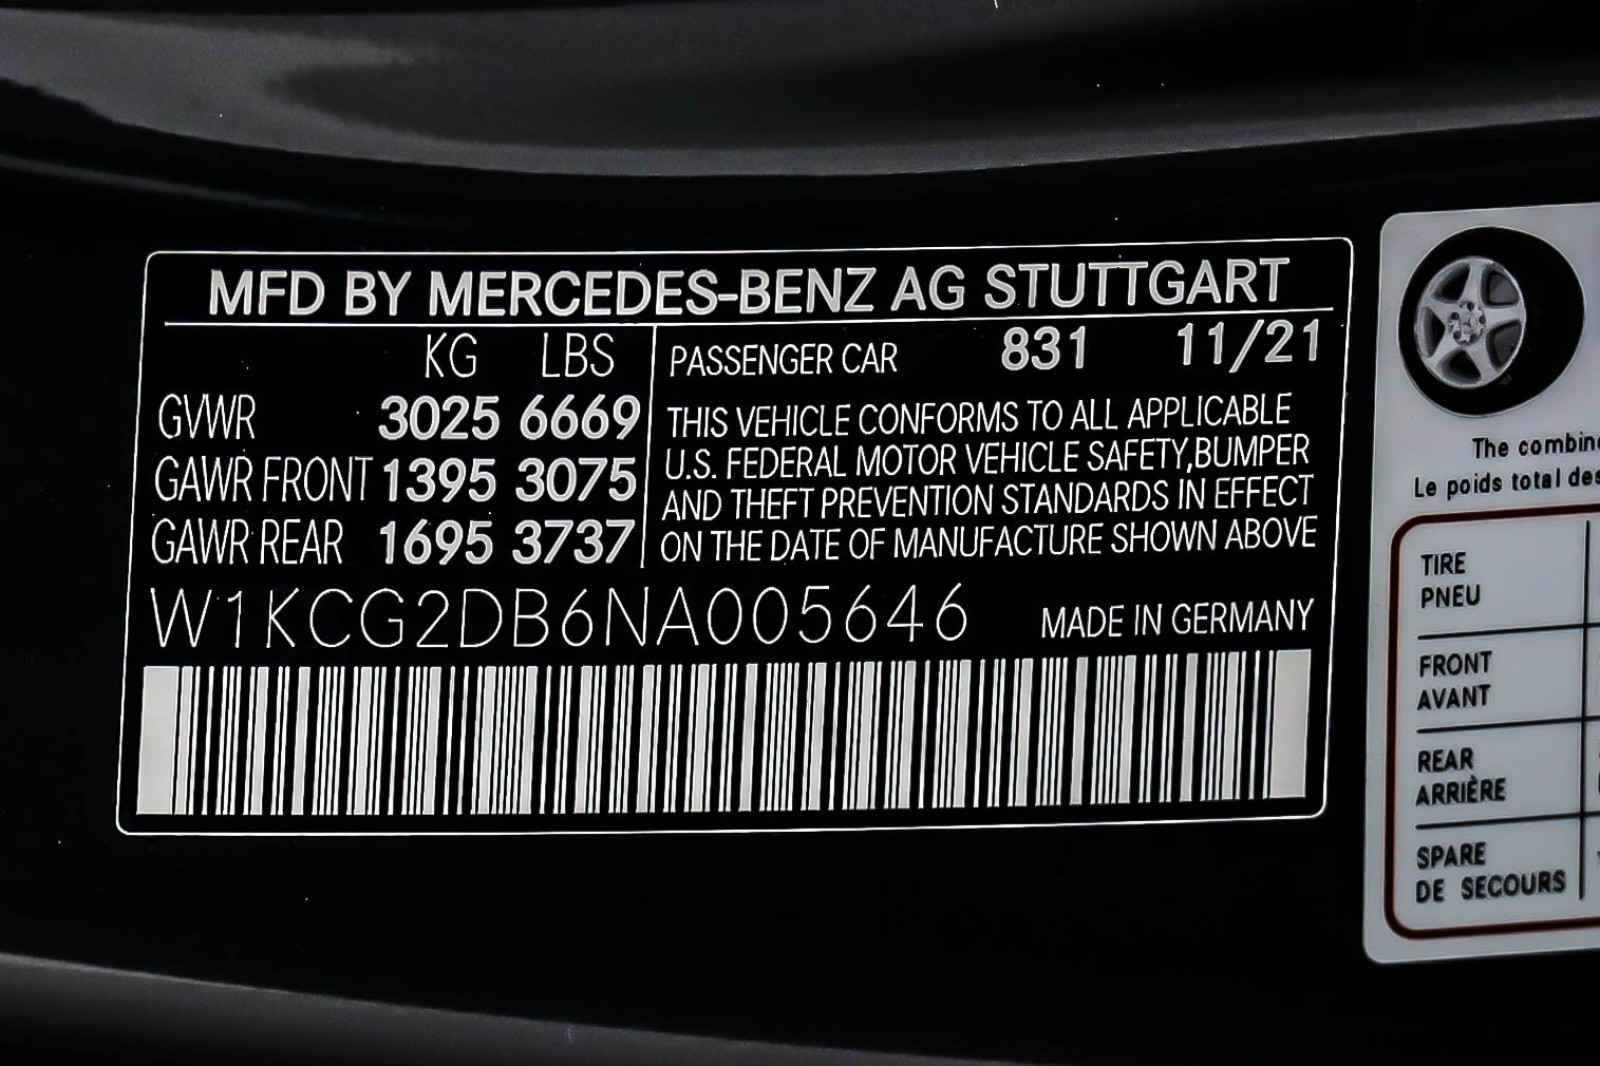 MFD BY MERCEDES-BENZ AG STUTTGART
KG LBS
GVWR 3025 6669
GAWR FRONT 1395 3075
GAWR REAR 1695 3737
PASSENGER CAR 831 11/21
THIS VEHICLE CONFORMS TO ALL APPLICABLE
U.S. FEDERAL MOTOR VEHICLE SAFETY,BUMPER
AND THEFT PREVENTION STANDARDS IN EFFECT
ON THE DATE OF MANUFACTURE SHOWN ABOVE
W1KCG2DB6NA005646 MADE IN GERMANY
The
Le poids total
TIRE
PNEU
FRONT
AVANT
REAR
ARRIÈRE
SPARE
DE SECOURS